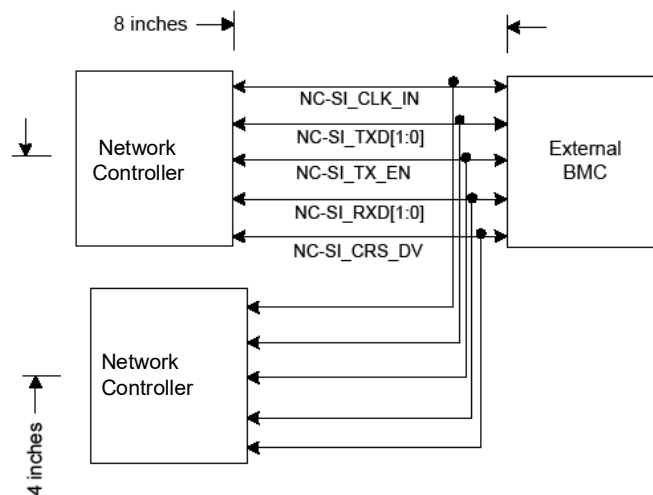 8 inches
NC-SI_CLK_IN
NC-SI_TXD[1:0]
Network
Controller
NC-SI_TX_EN
External
BMC
NC-SI_RXD[1:0]
NC-SI_CRS_DV
Network
Controller
4 inches